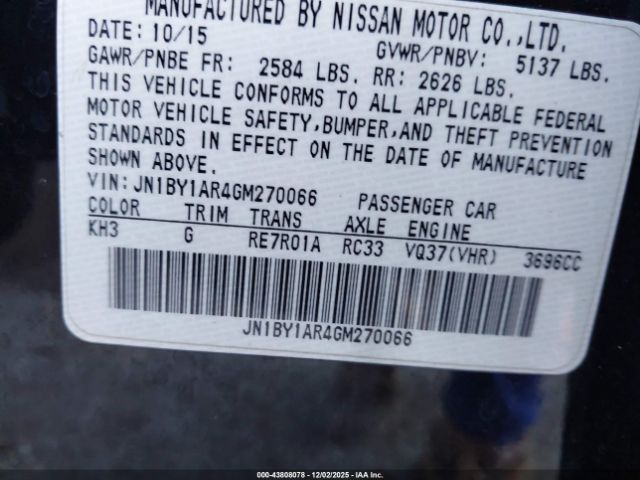 MANUFACTURED BY NISSAN MOTOR CO.,LTD.
DATE: 10/15 GVWR/PNBV: 5137 LBS.
GAWR/PNBE FR: 2584 LBS. RR: 2626 LBS.
THIS VEHICLE CONFORMS TO ALL APPLICABLE FEDERAL
MOTOR VEHICLE SAFETY,BUMPER,AND THEFT PREVENTION
STANDARDS IN EFFECT ON THE DATE OF MANUFACTURE
SHOWN ABOVE.
VIN:JN1BY1AR4GM270066 PASSENGER CAR
COLOR TRIM TRANS AXLE ENGINE
KH3 G RE7R01A RC33 VQ37(VHR) 3696CC
JN1BY1AR4GM270066
000-43808078 - 12/02/2025 - IAA Inc.